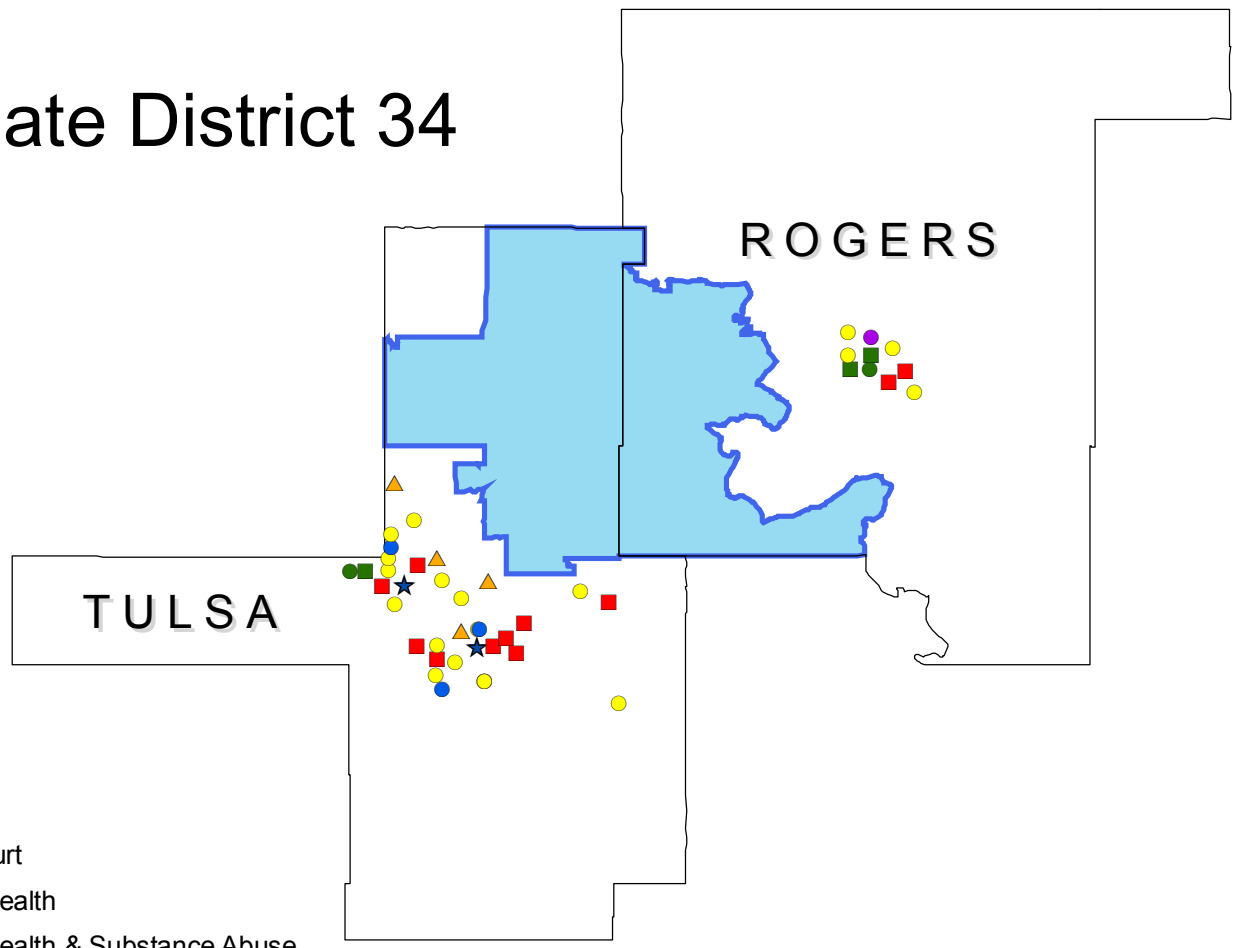 ate District 34
ROGERS
TULSA
urt
ealth
ealth & Substance Abuse